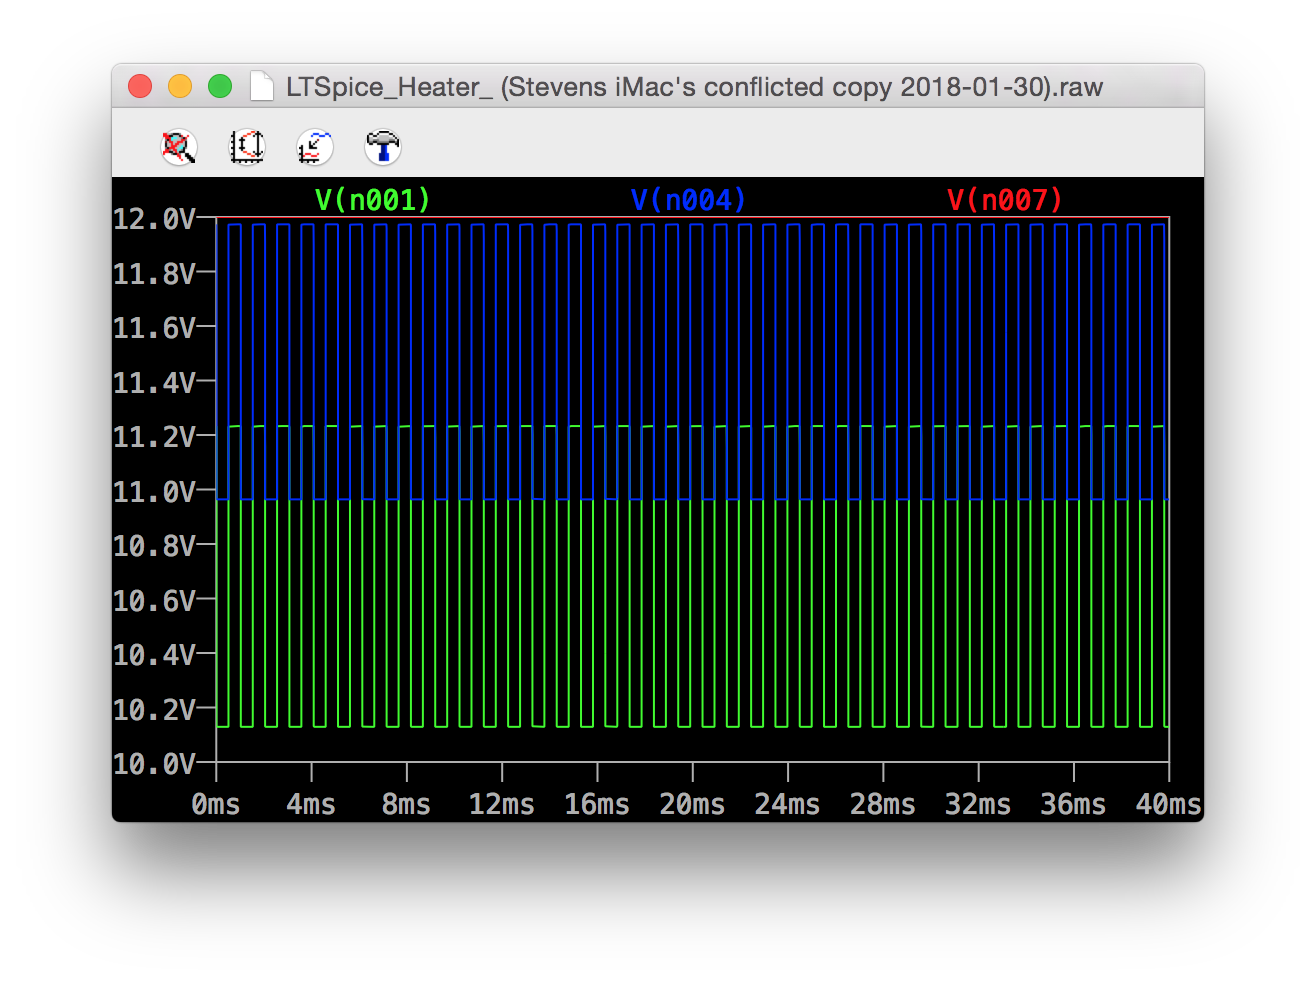 LTSpice_Heater_ (Stevens iMac's conflicted copy 2018-01-30).raw
V(n001) V(n004) V(n007)
12.0V
11.8V
11.6V
11.4V
11.2V
11.0V
10.8V
10.6V
10.4V
10.2V
10.0V
0ms 4ms 8ms 12ms 16ms 20ms 24ms 28ms 32ms 36ms 40ms